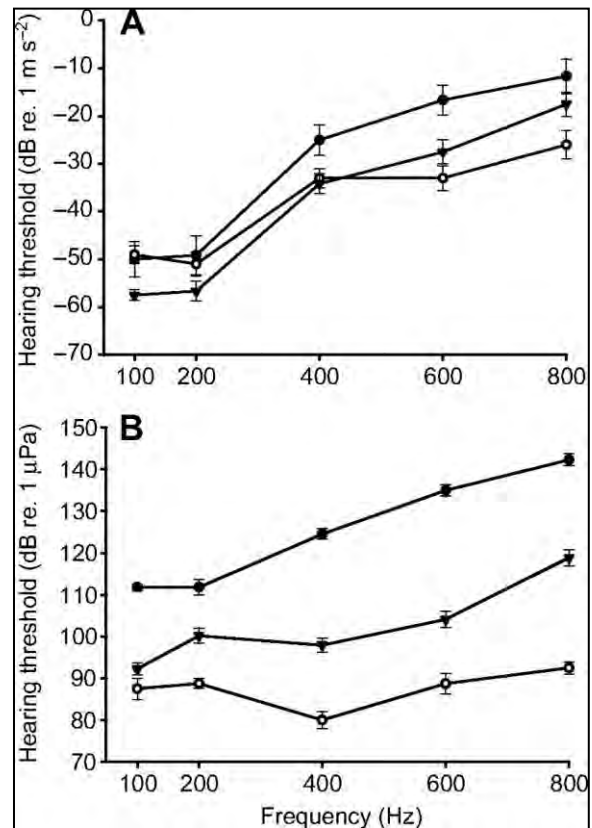 A
Hearing threshold (dB re. 1 m s⁻²)
0
–10
–20
–30
–40
–50
–60
–70
100 200 400 600 800
B
Hearing threshold (dB re. 1 μPa)
150
140
130
120
110
100
90
80
70
100 200 400 600 800
Frequency (Hz)